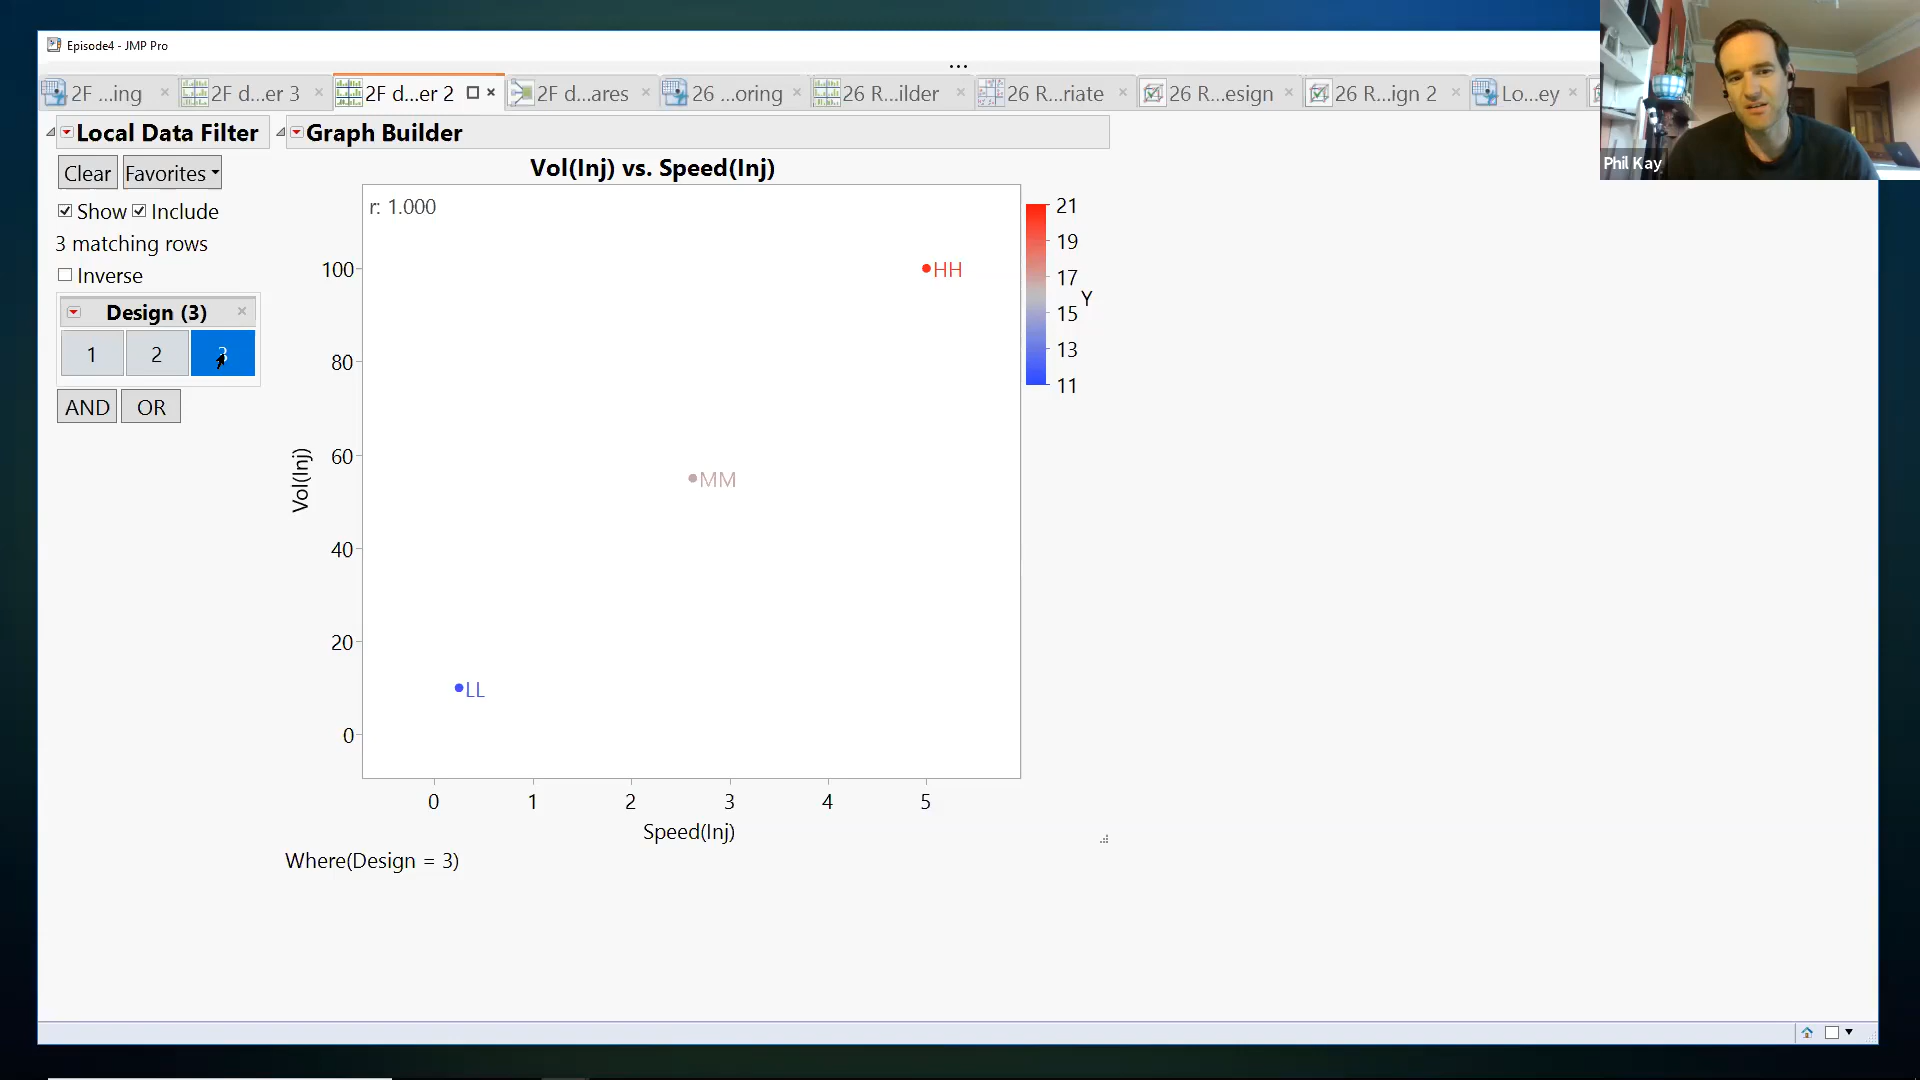 Episode4 - JMP Pro
...
2F ...ing × 2F d...er 3 × 2F d...er 2 × 2F d...ares × 26 ...oring × 26 R...ilder × 26 R...riate × 26 R...esign × 26 R...ign 2 × Lo...ey ×
Phil Kay
Local Data Filter
Clear Favorites
Show Include
3 matching rows
Inverse
Design (3) ×
1 2 3
AND OR
Graph Builder
Vol(Inj) vs. Speed(Inj)
r: 1.000
HH
MM
LL
100
80
60
40
20
0
Vol(Inj)
0 1 2 3 4 5
Speed(Inj)
21
19
17
15
13
11
Y
Where(Design = 3)